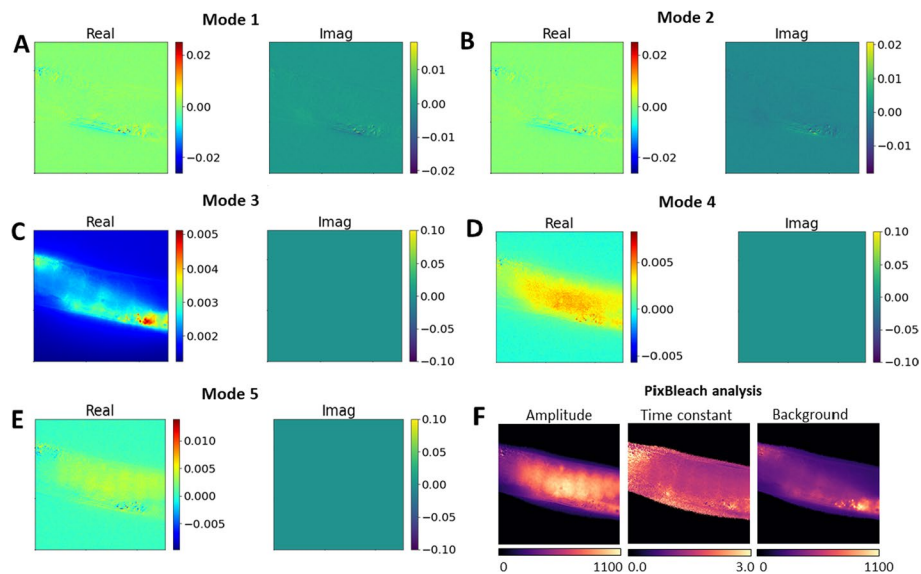 Mode 1
A
Real
Imag
0.02
0.00
−0.02
0.01
0.00
−0.01
−0.02
Mode 2
B
Real
Imag
0.02
0.00
−0.02
0.02
0.01
0.00
−0.01
Mode 3
C
Real
Imag
0.005
0.004
0.003
0.002
0.10
0.05
0.00
−0.05
−0.10
Mode 4
D
Real
Imag
0.005
0.000
−0.005
0.10
0.05
0.00
−0.05
−0.10
Mode 5
E
Real
Imag
0.010
0.005
0.000
−0.005
0.10
0.05
0.00
−0.05
−0.10
PixBleach analysis
F
Amplitude
Time constant
Background
0
1100
0.0
3.0
0
1100